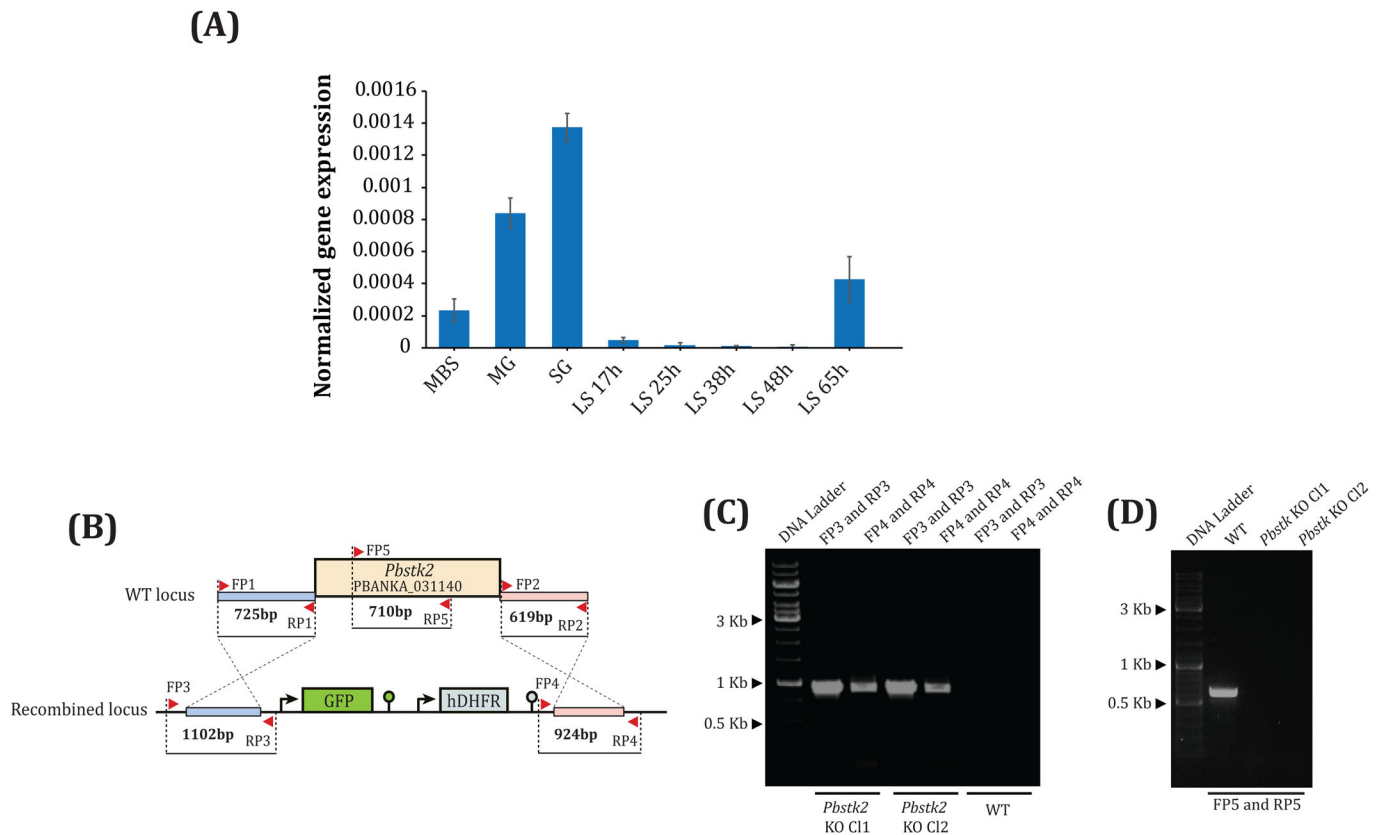 (A)
Normalized gene expression
0.0016
0.0014
0.0012
0.001
0.0008
0.0006
0.0004
0.0002
0
MBS
MG
SG
LS 17h
LS 25h
LS 38h
LS 48h
LS 65h
(B)
WT locus
FP1
725bp
RP1
FP5
Pbstk2
PBANKA_031140
710bp
RP5
FP2
619bp
RP2
Recombined locus
FP3
1102bp
RP3
GFP
hDHFR
FP4
924bp
RP4
(C)
DNA Ladder
FP3 and RP3
FP4 and RP4
FP3 and RP3
FP4 and RP4
FP3 and RP3
FP4 and RP4
3 Kb
1 Kb
0.5 Kb
Pbstk2
KO Cl1
Pbstk2
KO Cl2
WT
(D)
DNA Ladder
WT
Pbstk KO Cl1
Pbstk KO Cl2
3 Kb
1 Kb
0.5 Kb
FP5 and RP5